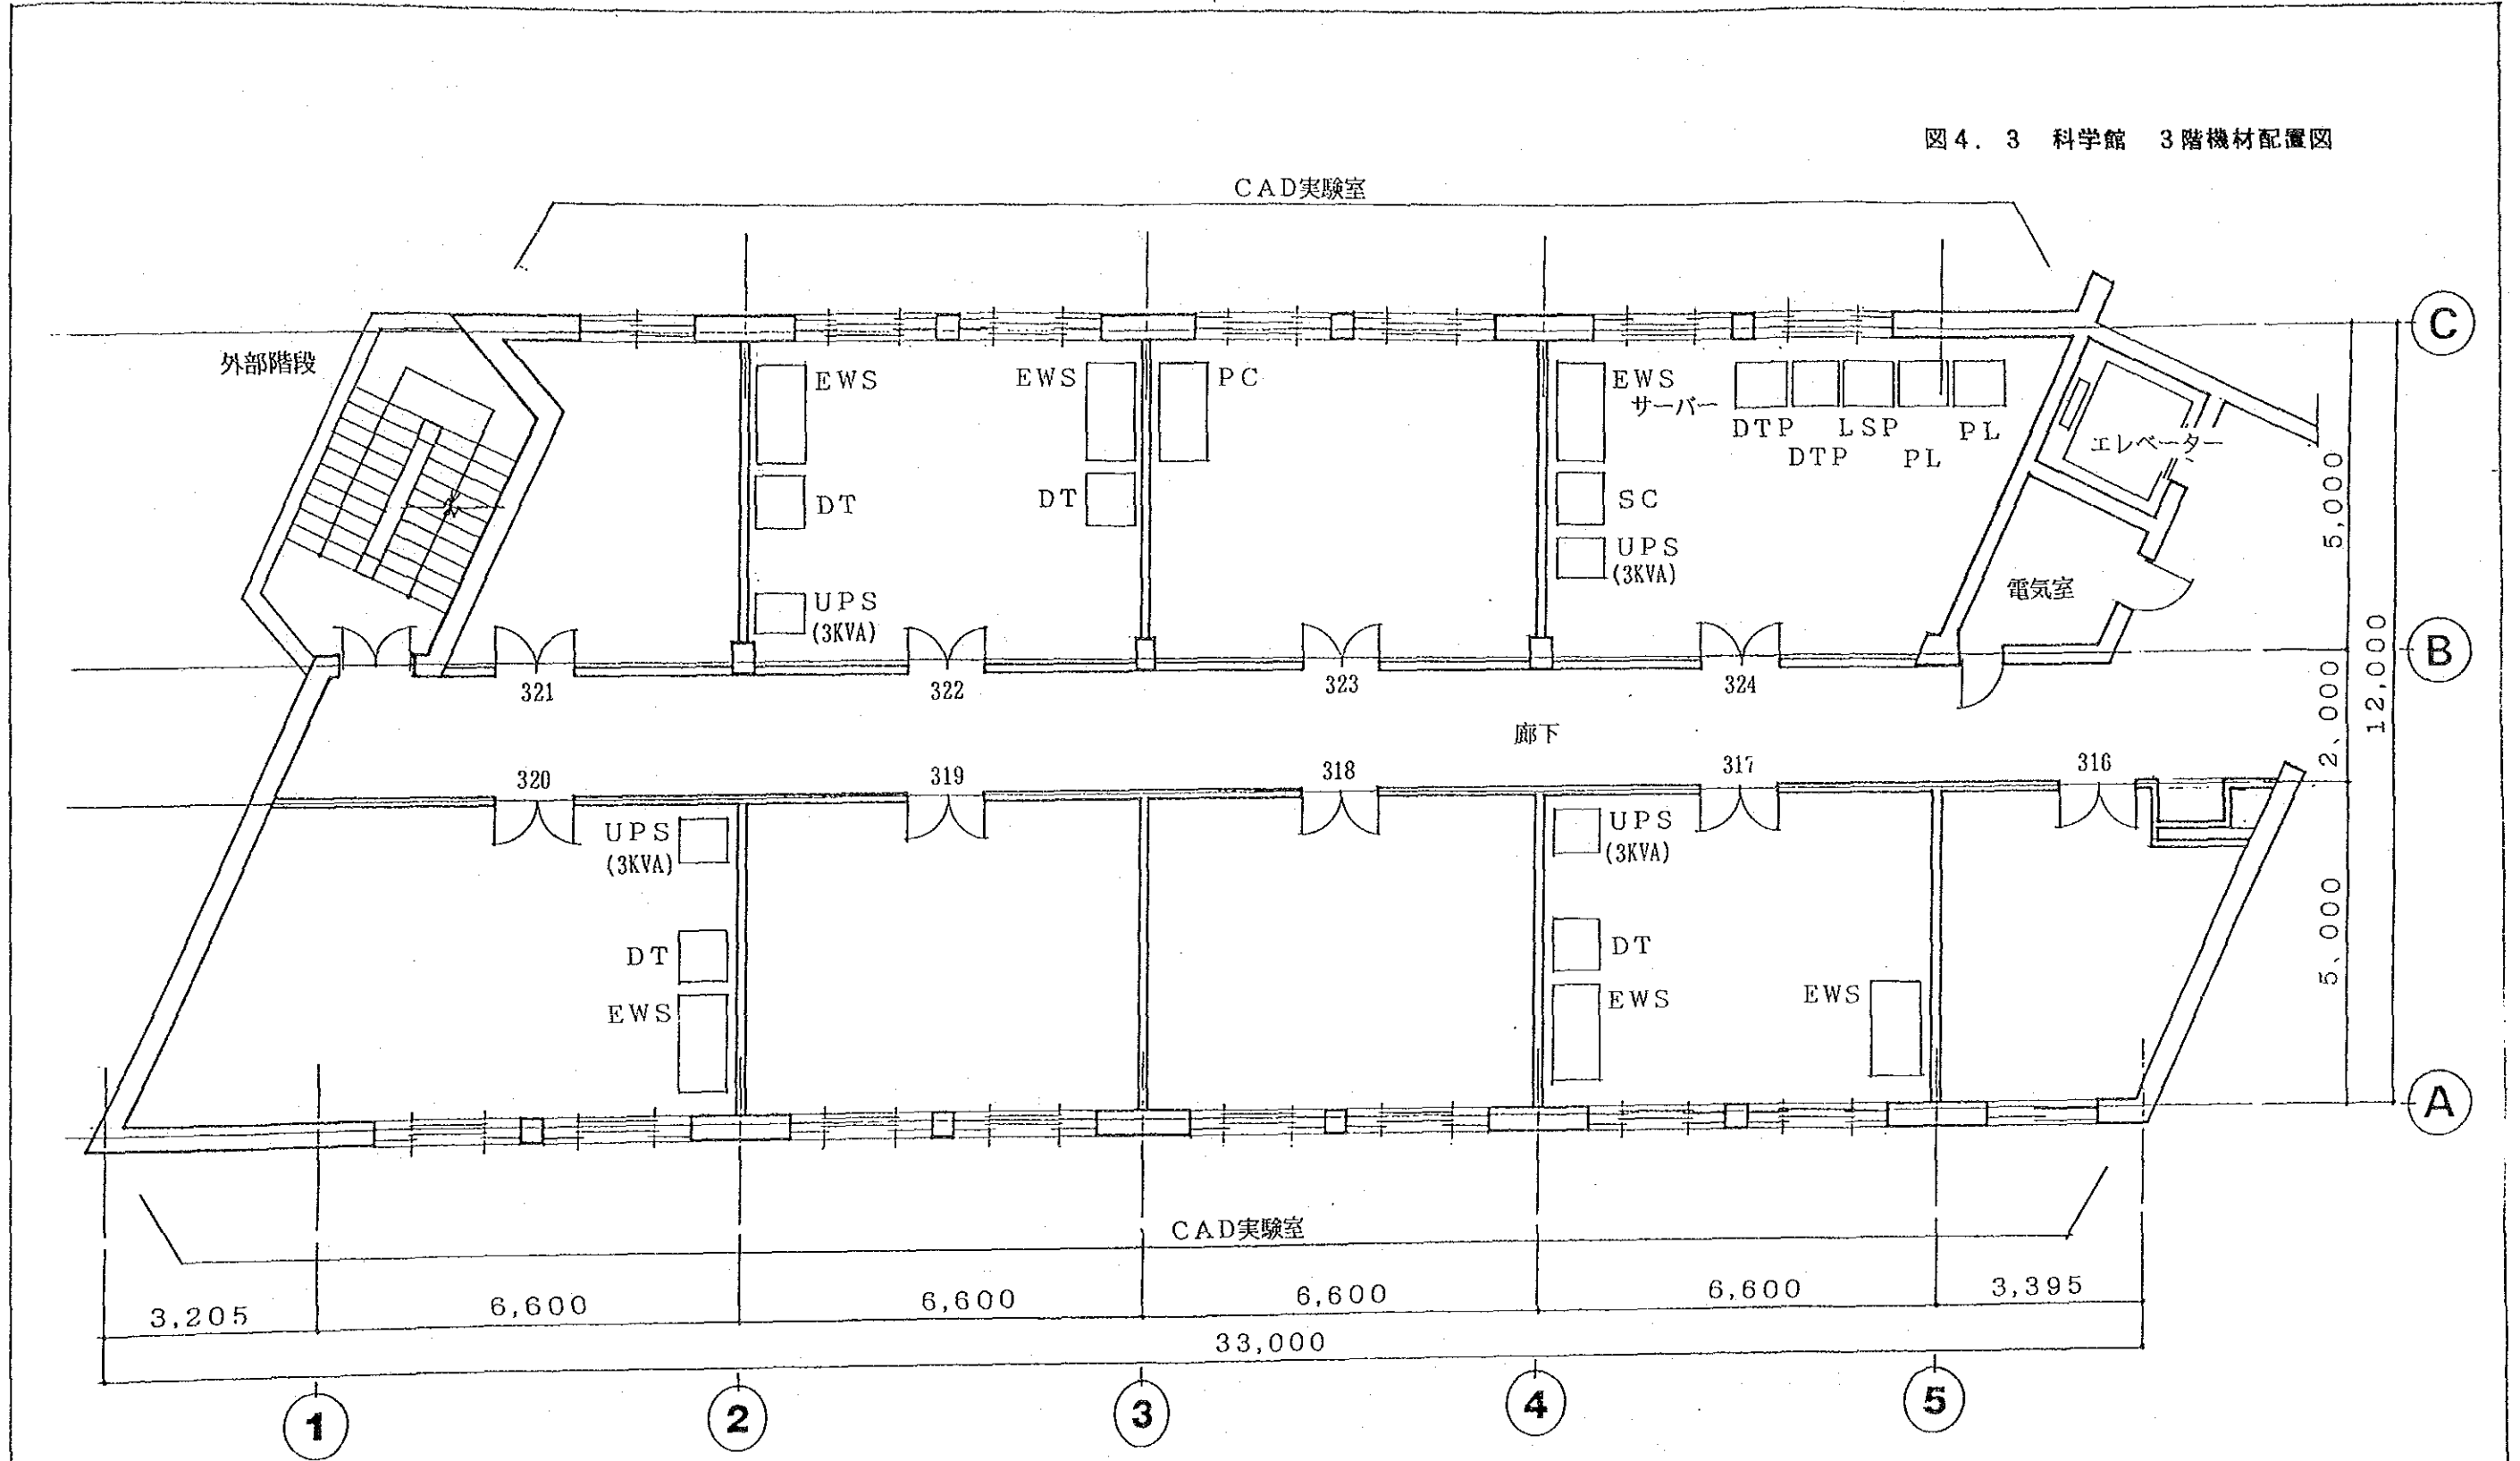 図4．3　科学館　3階機材配置図
CAD実験室
C
外部階段
EWS
EWS
PC
EWS
サーバー
DTP
LSP
PL
DTP
PL
エレベーター
DT
DT
SC
5,000
UPS
(3KVA)
UPS
(3KVA)
電気室
12,000
B
321
322
323
324
2,000
廊下
320
319
318
317
316
UPS
(3KVA)
UPS
(3KVA)
DT
DT
5,000
EWS
EWS
EWS
A
CAD実験室
3,205
6,600
6,600
6,600
6,600
3,395
33,000
1
2
3
4
5